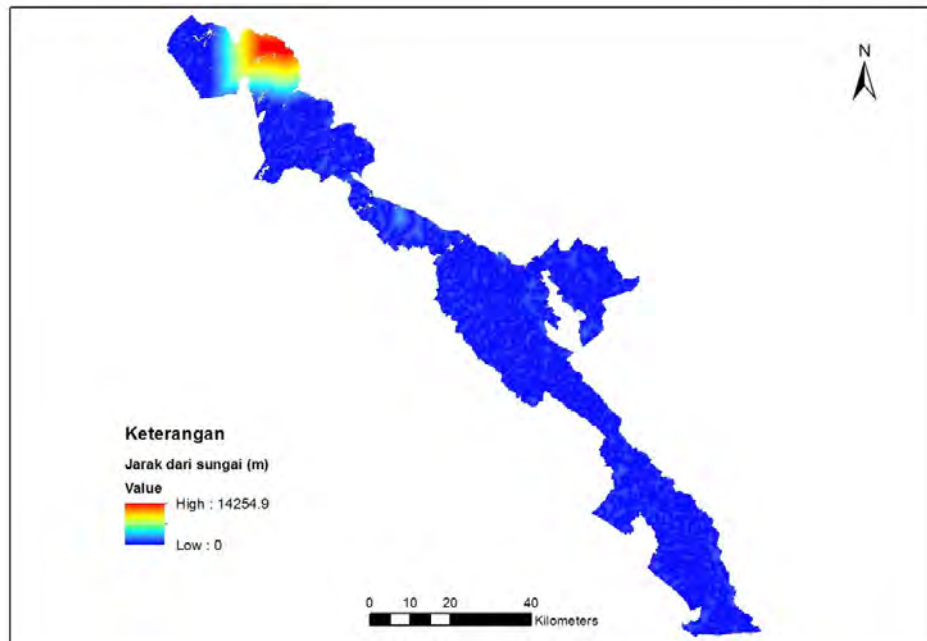 N
Keterangan
Jarak dari sungai (m)
Value
High : 14254.9
Low : 0
0 10 20 40
Kilometers